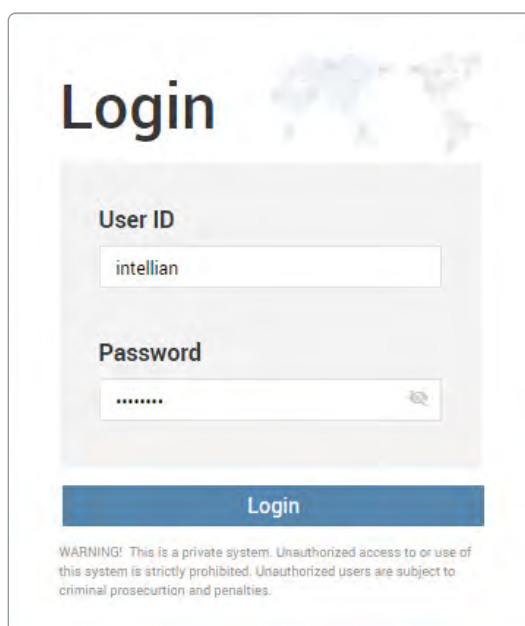 Login
User ID
intellian
Password
••••••••
Login
WARNING! This is a private system. Unauthorized access to or use of
this system is strictly prohibited. Unauthorized users are subject to
criminal prosecurtion and penalties.